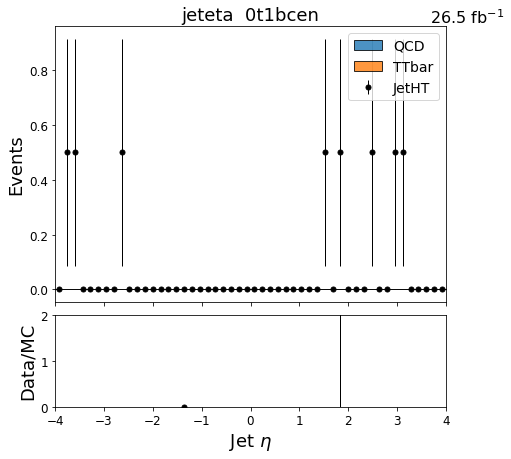 jeteta 0t1bcen
26.5 fb⁻¹
QCD
TTbar
JetHT
Events
0.8
0.6
0.4
0.2
0.0
Data/MC
2
1
0
−4 −3 −2 −1 0 1 2 3 4
Jet η